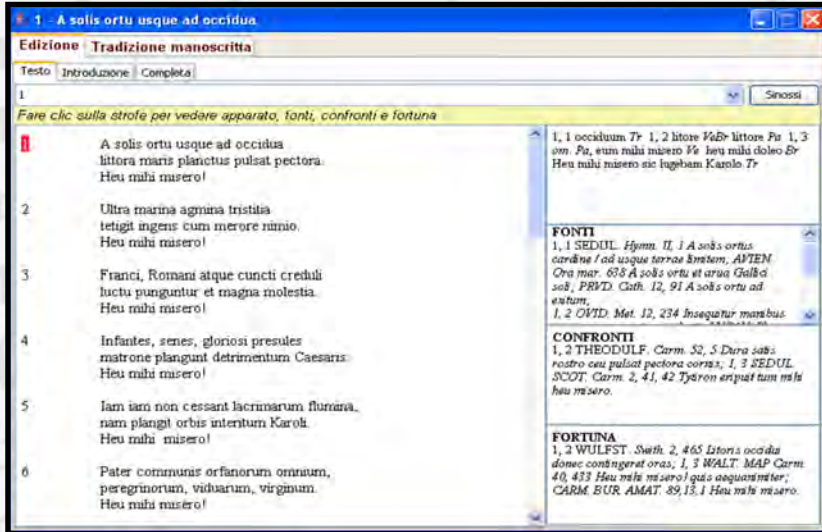 1 - A solis ortu usque ad occidua
Edizione Tradizione manoscritta
Testo Introduzione Completa
1 Sinossi
Fare clic sulla strofe per vedere apparato, fonti, confronti e fortuna
1 A solis ortu usque ad occidua
littora maris planctus pulsat pectora.
Heu mihi misero!
2 Ultra marina agmina tristitia
tetigit ingens cum merore nimio.
Heu mihi misero!
3 Franci, Romani atque cuncti creduli
luctu punguntur et magna molestia.
Heu mihi misero!
4 Infantes, senes, gloriosi presules
matrone plangunt detrimentum Caesaris.
Heu mihi misero!
5 Iam iam non cessant lacrimarum flumina,
nam plangit orbis interitum Karoli.
Heu mihi misero!
6 Pater communis orfanorum omnium,
peregrinorum, viduarum, virginum.
Heu mihi misero!
1, 1 occiduum Tr 1, 2 litore VeBr littore Pa 1, 3
om. Pa, eum mihi misero Ve heu mihi doleo Br
Heu mihi misero sic lugebam Karolo Tr
FONTI
1, 1 SEDUL. Hymn. II, 1 A solis ortus
cardine / ad usque terrae limitem, AVIEN.
Ora mar. 638 A solis ortu et arua Gallici
soli; PRVD. Cath. 12, 91 A solis ortu ad
exitum,
1, 2 OVID. Met. 12, 234 Insequitur manibus
CONFRONTI
1, 2 THEODULF. Carm. 52, 5 Dura satis
rostro ceu pulsat pectora cornix; 1, 3 SEDUL.
SCOT. Carm. 2, 41, 42 Tytiron eripuit tum mihi
heu misero.
FORTUNA
1, 2 WULFST. Swith. 2, 465 Litoris occidui
donec contingeret oras; 1, 3 WALT. MAP Carm.
40, 433 Heu mihi misero! quis aequanimiter;
CARM. BUR. AMAT. 89,13,1 Heu mihi misero.